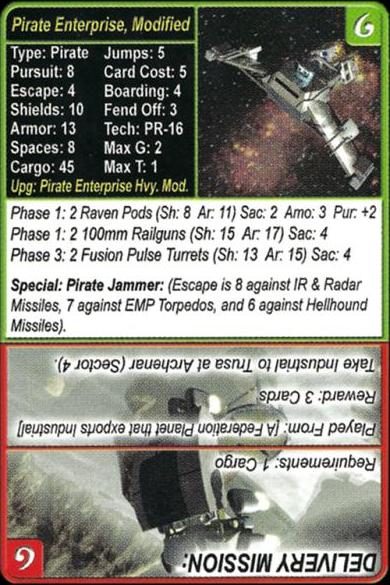 Pirate Enterprise, Modified
6
Type: Pirate Jumps: 5
Pursuit: 8 Card Cost: 5
Escape: 4 Boarding: 4
Shields: 10 Fend Off: 3
Armor: 13 Tech: PR-16
Spaces: 8 Max G: 2
Cargo: 45 Max T: 1
Upg: Pirate Enterprise Hvy. Mod.
Phase 1: 2 Raven Pods (Sh: 8 Ar: 11) Sac: 2 Amo: 3 Pur: +2
Phase 1: 2 100mm Railguns (Sh: 15 Ar: 17) Sac: 4
Phase 3: 2 Fusion Pulse Turrets (Sh: 13 Ar: 15) Sac: 4
Special: Pirate Jammer: (Escape is 8 against IR & Radar
Missiles, 7 against EMP Torpedos, and 6 against Hellhound
Missiles).
DELIVERY MISSION:
6
Requirements: 1 Cargo
Played From: [A Federation Planet that exports Industrial]
Reward: 3 Cards
Take Industrial to Trusa at Archenar (Sector 4).